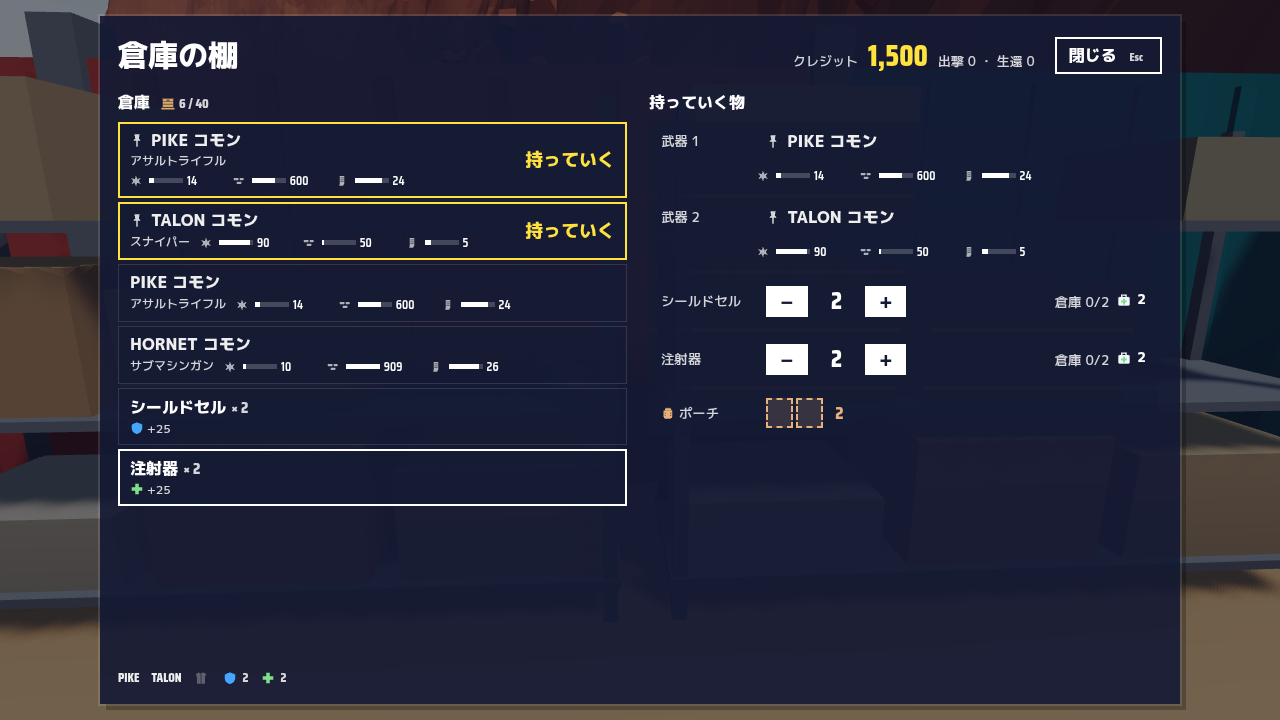 倉庫の棚
クレジット 1,500 出撃 0 · 生還 0
閉じる Esc
倉庫 6 / 40
PIKE コモン
アサルトライフル
14 600 24
持っていく
TALON コモン
スナイパー 90 50 5
持っていく
PIKE コモン
アサルトライフル 14 600 24
HORNET コモン
サブマシンガン 10 909 26
シールドセル × 2
+25
注射器 × 2
+25
持っていく物
武器 1 PIKE コモン
14 600 24
武器 2 TALON コモン
90 50 5
シールドセル − 2 + 倉庫 0/2 2
注射器 − 2 + 倉庫 0/2 2
ポーチ 2
PIKE TALON 2 2